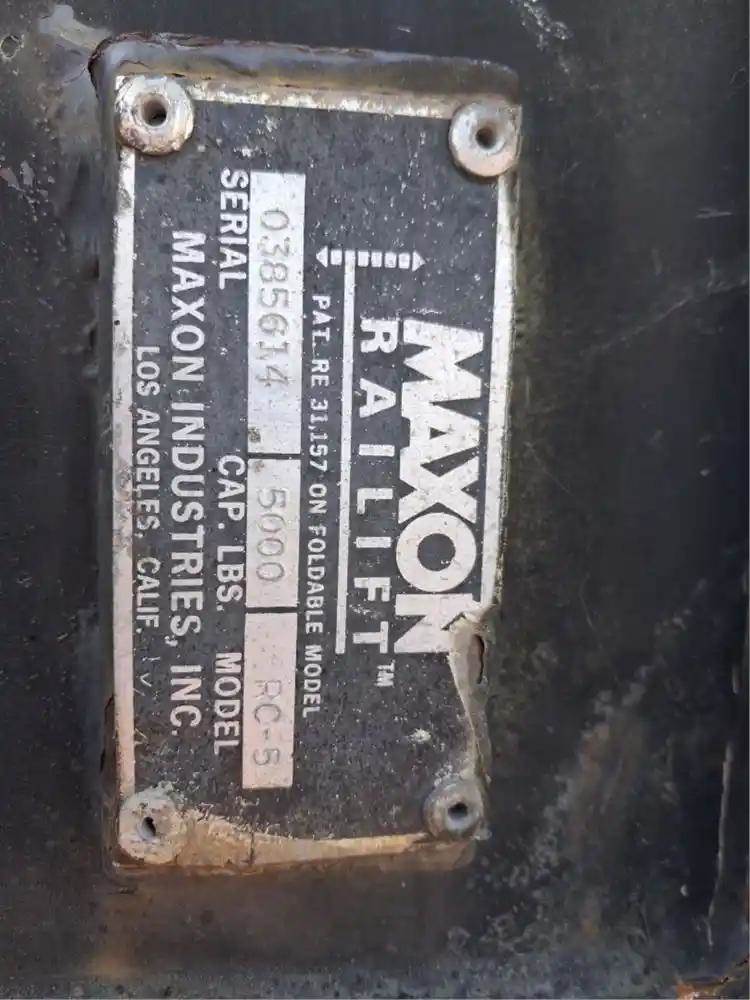 MAXON
RAILIFT™
PAT. RE 31,157 ON FOLDABLE MODEL
0385614 5000 RC-5
SERIAL CAP. LBS. MODEL
MAXON INDUSTRIES, INC.
LOS ANGELES, CALIF.